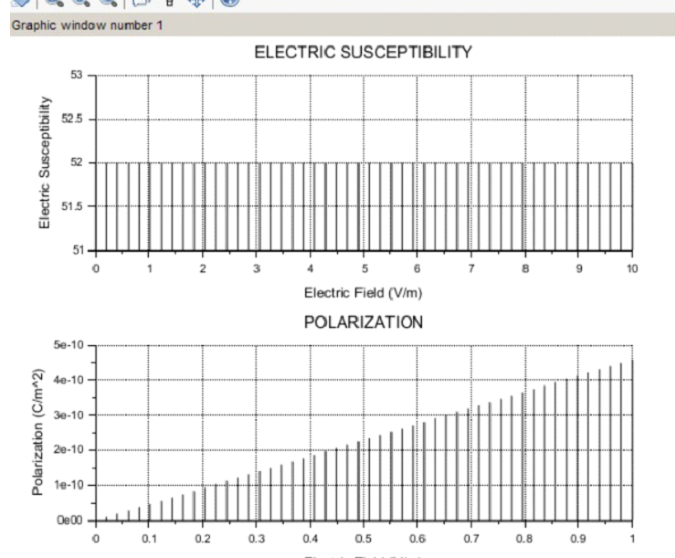 Graphic window number 1
ELECTRIC SUSCEPTIBILITY
53
52.5
52
51.5
51
Electric Susceptibility
0 1 2 3 4 5 6 7 8 9 10
Electric Field (V/m)
POLARIZATION
5e-10
4e-10
3e-10
2e-10
1e-10
0e00
Polarization (C/m^2)
0 0.1 0.2 0.3 0.4 0.5 0.6 0.7 0.8 0.9 1